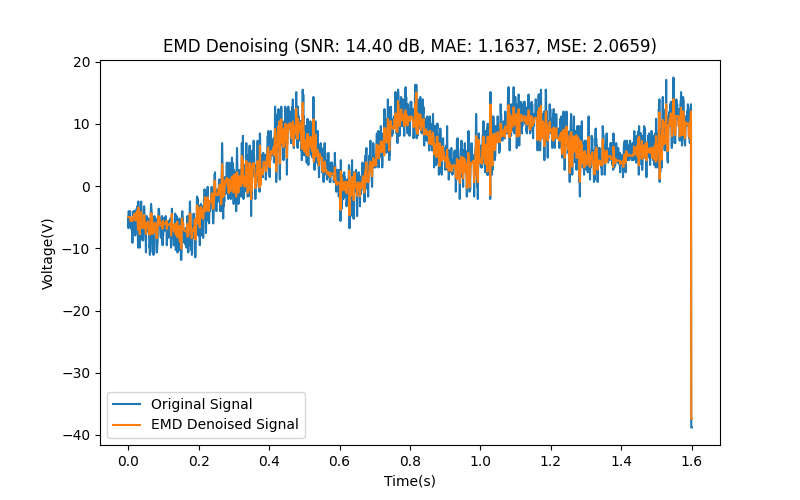 EMD Denoising (SNR: 14.40 dB, MAE: 1.1637, MSE: 2.0659)
20
10
0
−10
−20
−30
−40
Voltage(V)
Original Signal
EMD Denoised Signal
0.0 0.2 0.4 0.6 0.8 1.0 1.2 1.4 1.6
Time(s)